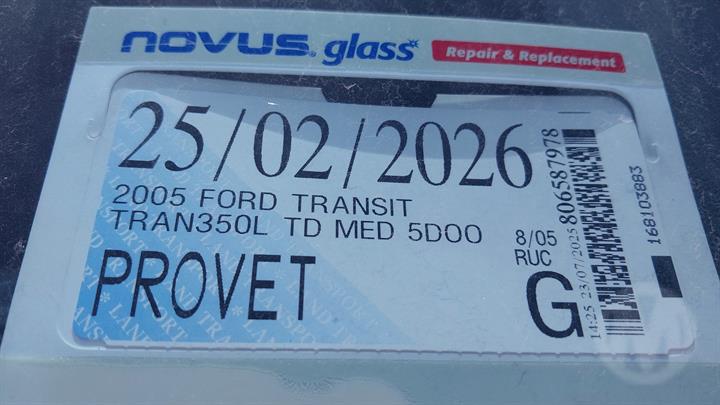 novus glass Repair & Replacement
25/02/2026
2005 FORD TRANSIT
TRAN350L TD MED 5DOO
8/05
RUC
PROVET
G
14:25 23/07/2025 806587978
168103883